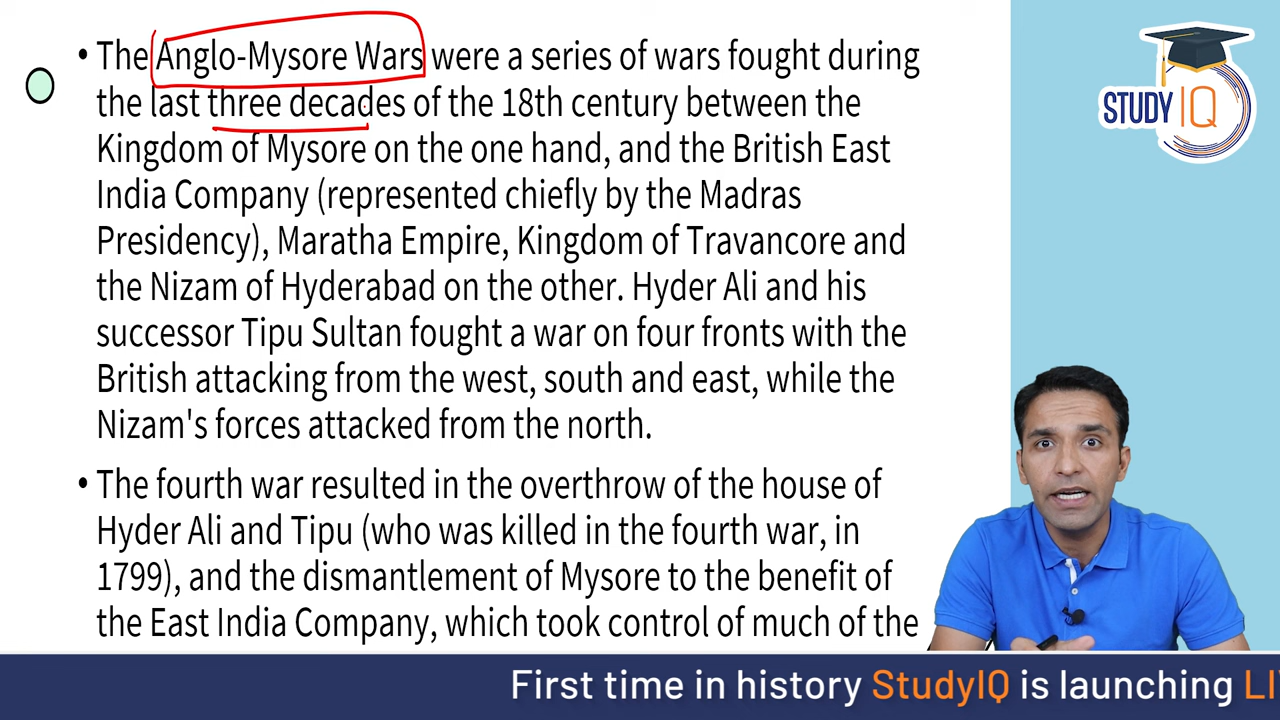 • The Anglo-Mysore Wars were a series of wars fought during
the last three decades of the 18th century between the
Kingdom of Mysore on the one hand, and the British East
India Company (represented chiefly by the Madras
Presidency), Maratha Empire, Kingdom of Travancore and
the Nizam of Hyderabad on the other. Hyder Ali and his
successor Tipu Sultan fought a war on four fronts with the
British attacking from the west, south and east, while the
Nizam's forces attacked from the north.
• The fourth war resulted in the overthrow of the house of
Hyder Ali and Tipu (who was killed in the fourth war, in
1799), and the dismantlement of Mysore to the benefit of
the East India Company, which took control of much of the
STUDY IQ
First time in history StudyIQ is launching LI